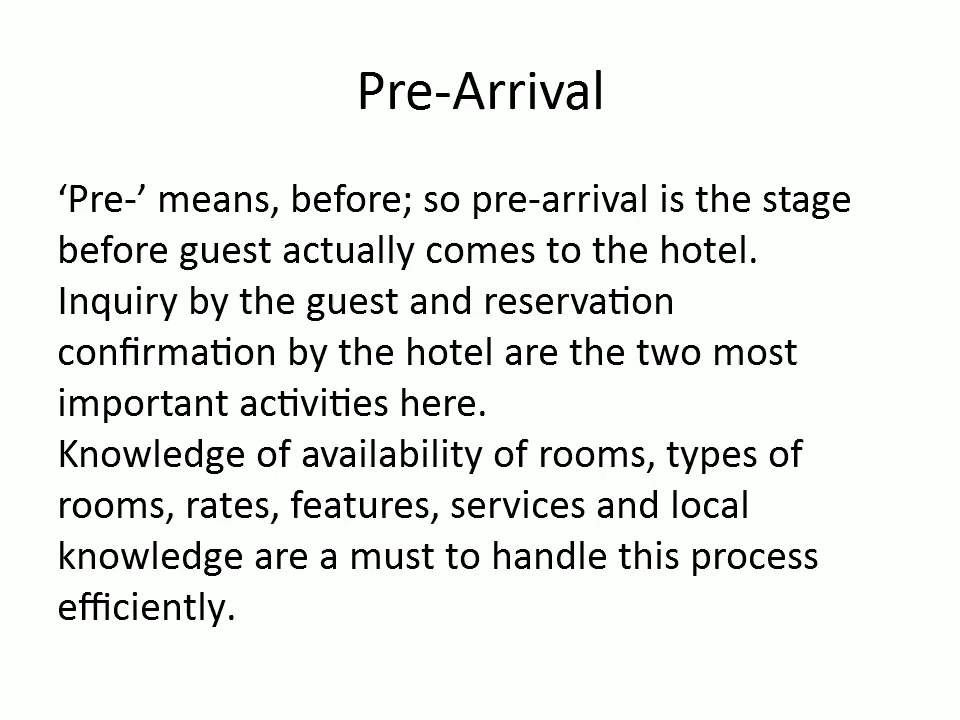 Pre-Arrival
‘Pre-’ means, before; so pre-arrival is the stage
before guest actually comes to the hotel.
Inquiry by the guest and reservation
confirmation by the hotel are the two most
important activities here.
Knowledge of availability of rooms, types of
rooms, rates, features, services and local
knowledge are a must to handle this process
efficiently.